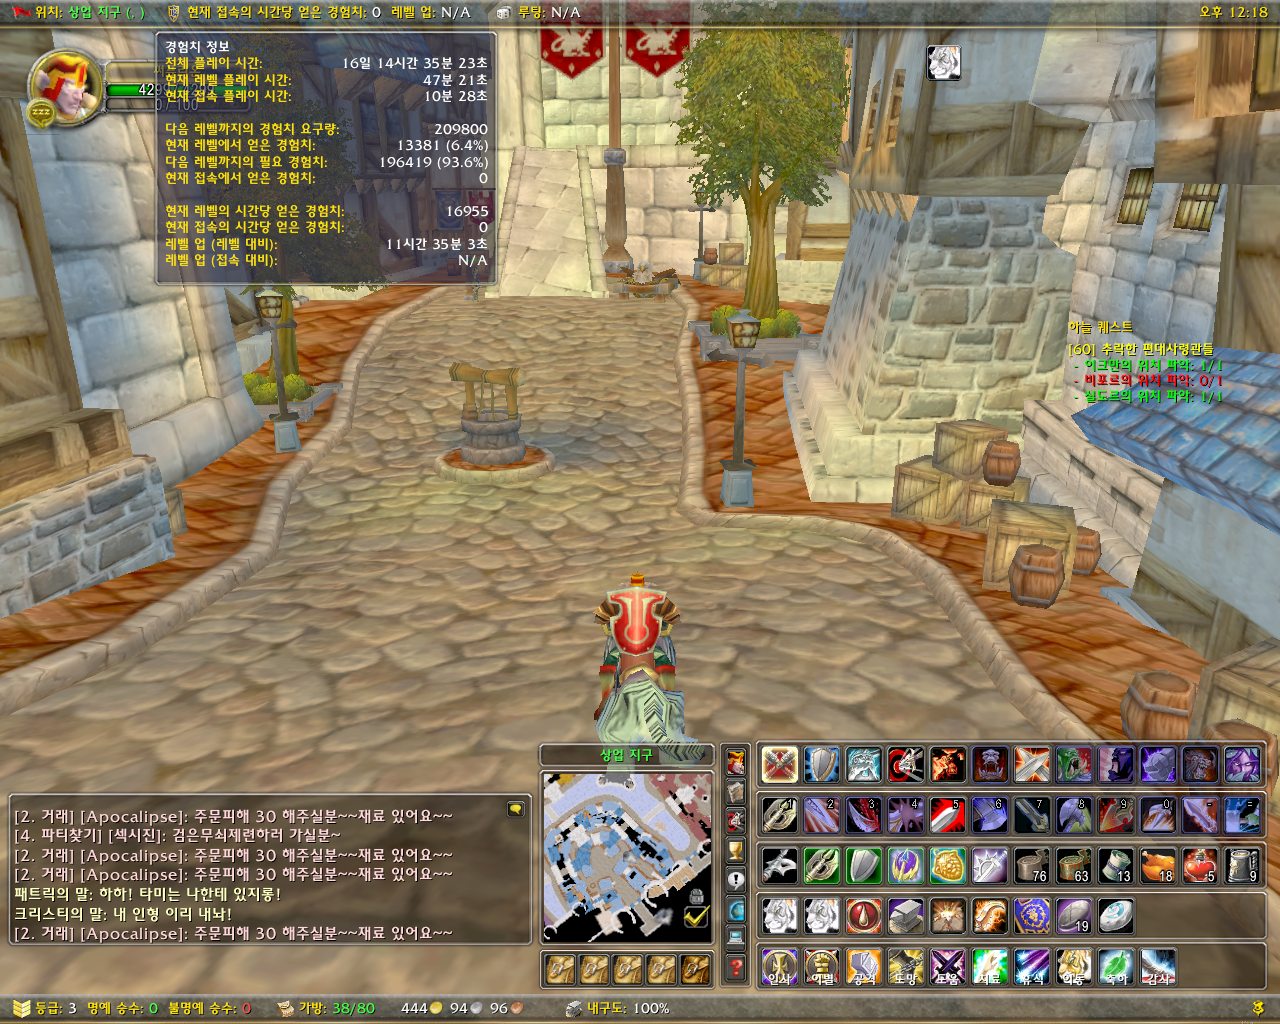 위치: 상업 지구 (, )
현재 접속의 시간당 얻은 경험치: 0 레벨 업: N/A
루팅: N/A
오후 12:18
경험치 정보
전체 플레이 시간: 16일 14시간 35분 23초
현재 레벨 플레이 시간: 47분 21초
현재 접속 플레이 시간: 10분 28초
다음 레벨까지의 경험치 요구량: 209800
현재 레벨에서 얻은 경험치: 13381 (6.4%)
다음 레벨까지의 필요 경험치: 196419 (93.6%)
현재 접속에서 얻은 경험치: 0
현재 레벨의 시간당 얻은 경험치: 16955
현재 접속의 시간당 얻은 경험치: 0
레벨 업 (레벨 대비): 11시간 35분 3초
레벨 업 (접속 대비): N/A
zzz
0/100
하늘 퀘스트
[60] 추락한 편대사령관들
- 이크만의 위치 파악: 1/1
- 비포르의 위치 파악: 0/1
- 실도르의 위치 파악: 1/1
상업 지구
[2. 거래] [Apocalipse]: 주문피해 30 해주실분~~재료 있어요~~
[4. 파티찾기] [섹시진]: 검은무쇠제련하러 가실분~
[2. 거래] [Apocalipse]: 주문피해 30 해주실분~~재료 있어요~~
[2. 거래] [Apocalipse]: 주문피해 30 해주실분~~재료 있어요~~
패트릭의 말: 하하! 타미는 나한테 있지롱!
크리스티의 말: 내 인형 이리 내놔!
[2. 거래] [Apocalipse]: 주문피해 30 해주실분~~재료 있어요~~
1 2 3 4 5 6 7 8 9 0 - =
76 63 13 18 5 9
19
인사 이별 공격 도망 도움 치료 휴식 이동 축하 감사
등급: 3 명예 승수: 0 불명예 승수: 0
가방: 38/80
444 94 96
내구도: 100%